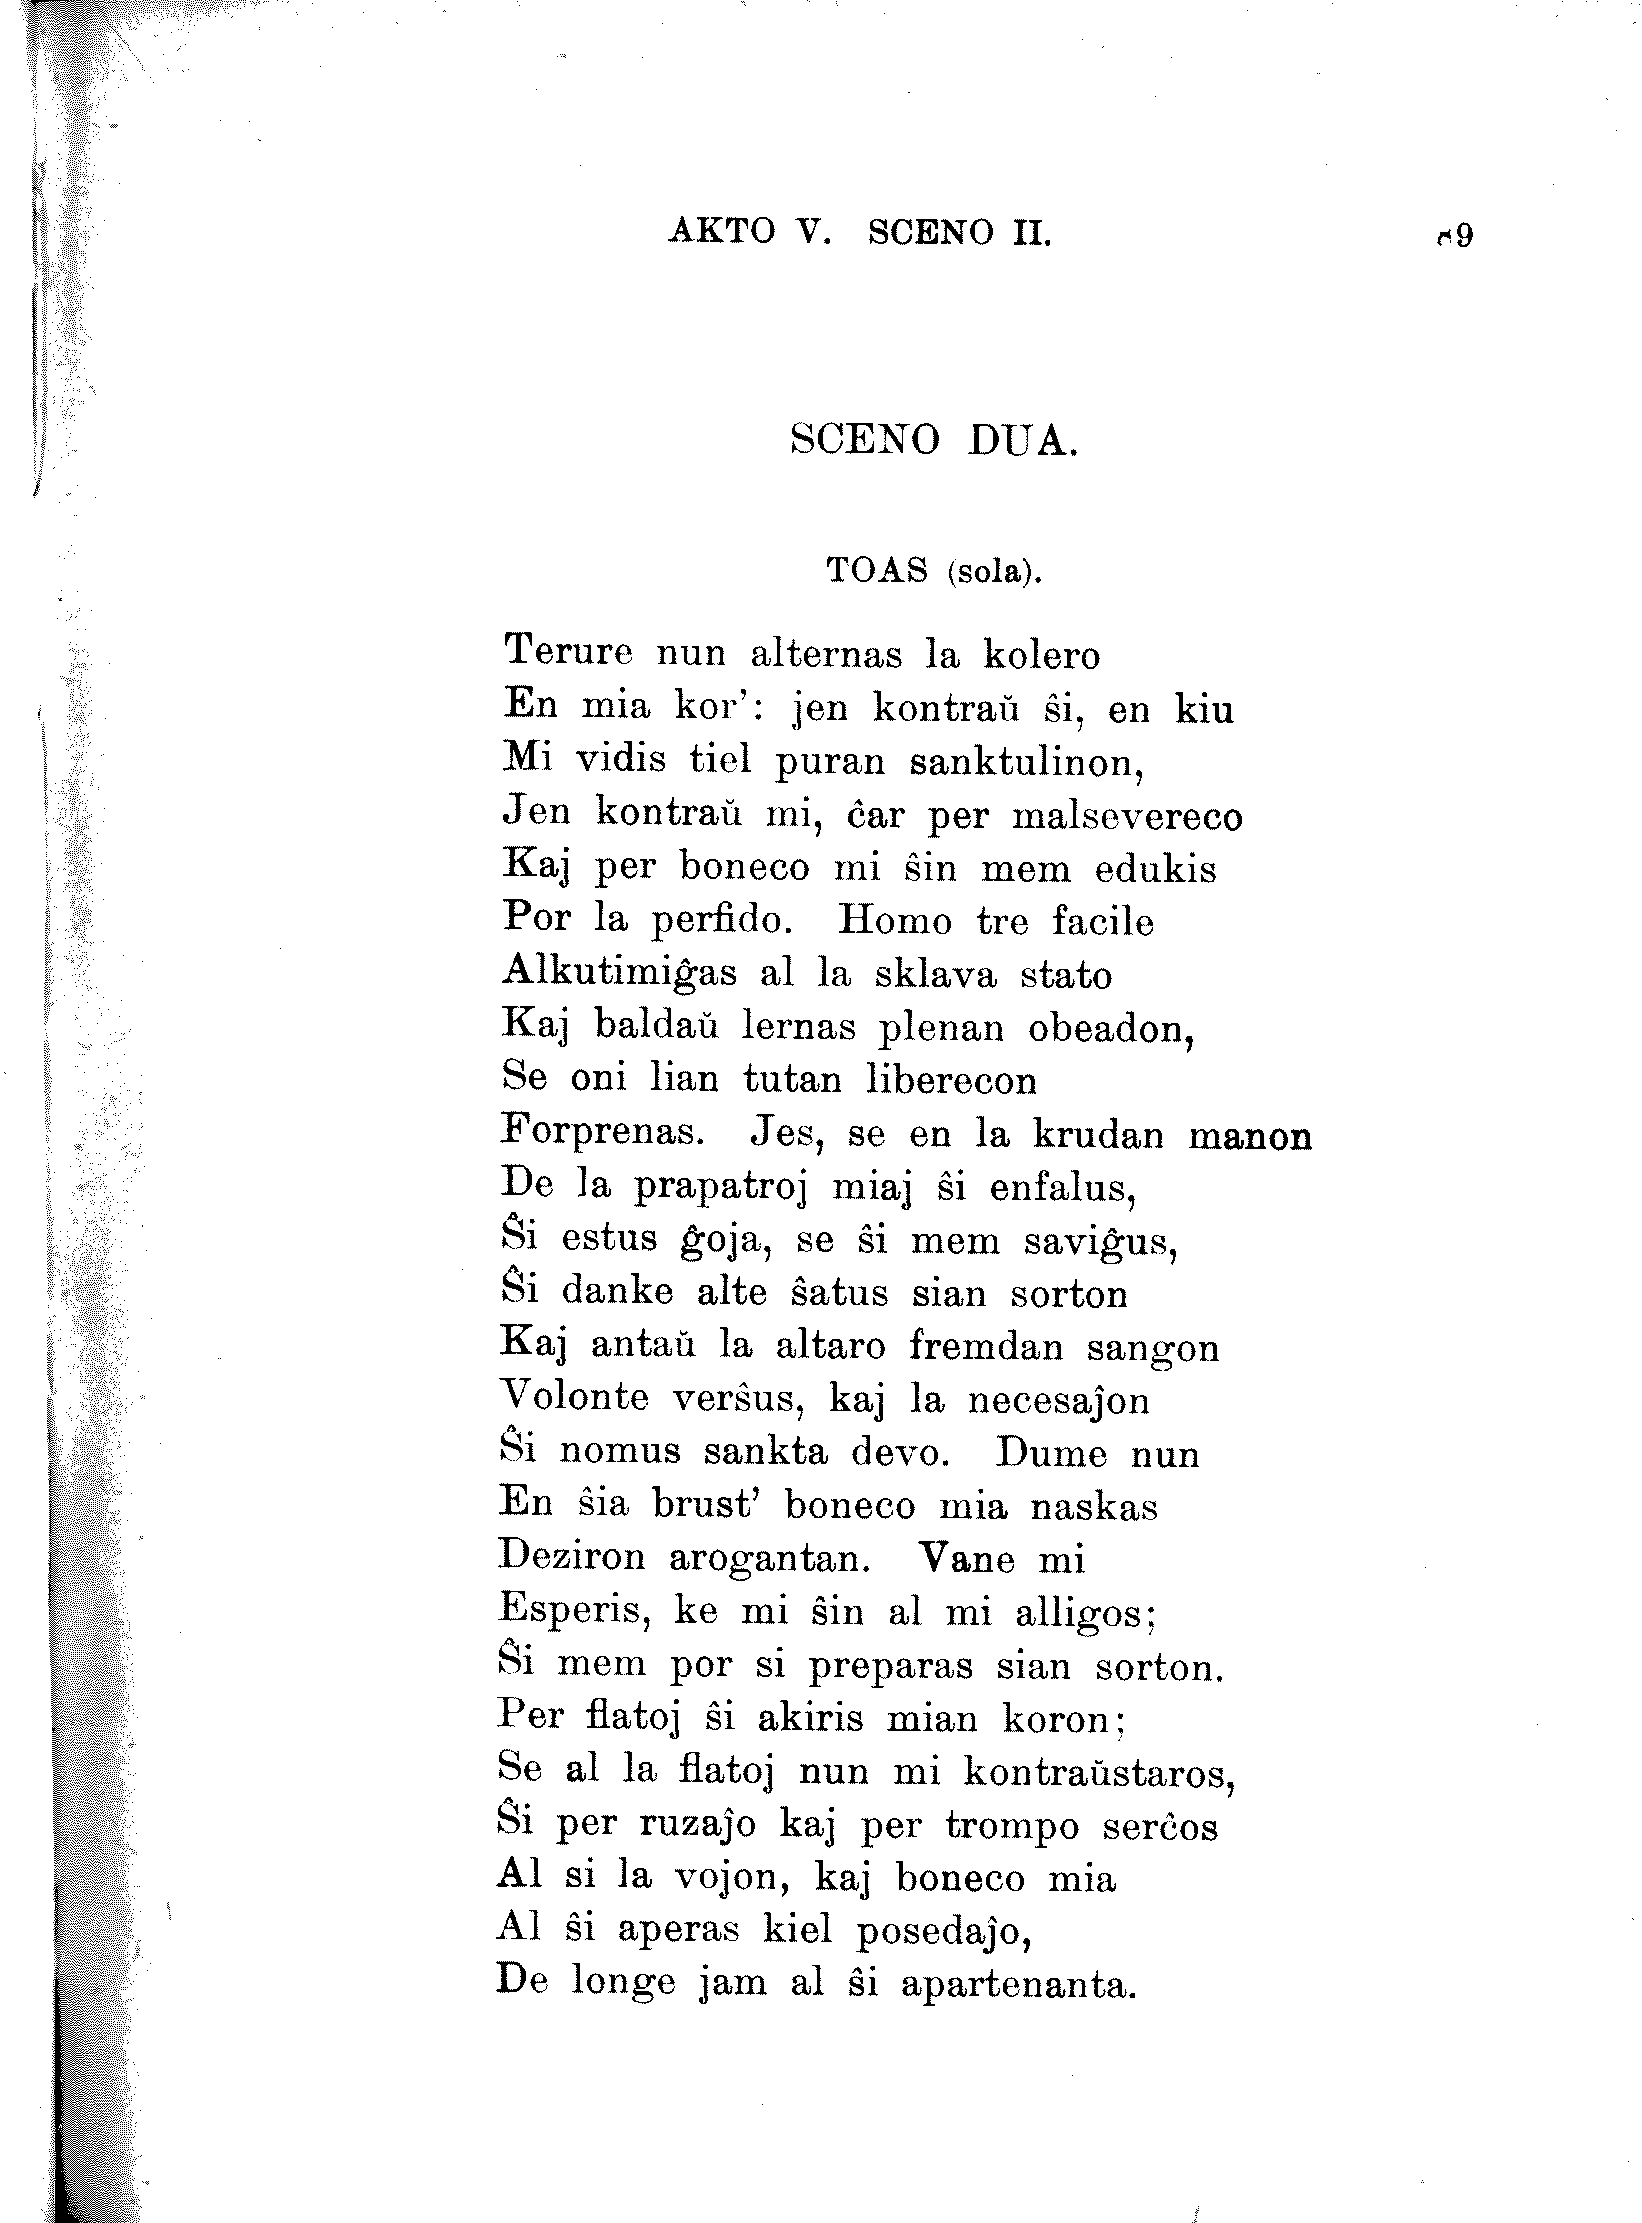 AKTO V. SCENO II.
SCENO DUA.
TOAS (sola).
Terure nun alternas la kolero
En mia kor’: jen kontraŭ ŝi, en kiu
Mi vidis tiel puran sanktulinon,
Jen kontraŭ mi, ĉar per malsevereco
Kaj per boneco mi ŝin mem edukis
Por la perfido. Homo tre facile
Alkutimiĝas al la sklava stato
Kaj baldaŭ lernas plenan obeadon,
Se oni lian tutan liberecon
Forprenas. Jes, se en la krudan manon
De la prapatroj miaj ŝi enfalus,
Ŝi estus ĝoja, se ŝi mem saviĝus,
Ŝi danke alte ŝatus sian sorton
Kaj antaŭ la altaro fremdan sangon
Volonte verŝus, kaj la necesaĵon
Ŝi nomus sankta devo. Dume nun
En ŝia brust’ boneco mia naskas
Deziron arogantan. Vane mi
Esperis, ke mi ŝin al mi alligos;
Ŝi mem por si preparas sian sorton.
Per flatoj ŝi akiris mian koron;
Se al la flatoj nun mi kontraŭstaros,
Ŝi per ruzaĵo kaj per trompo serĉos
Al si la vojon, kaj boneco mia
Al ŝi aperas kiel posedaĵo,
De longe jam al ŝi apartenanta.